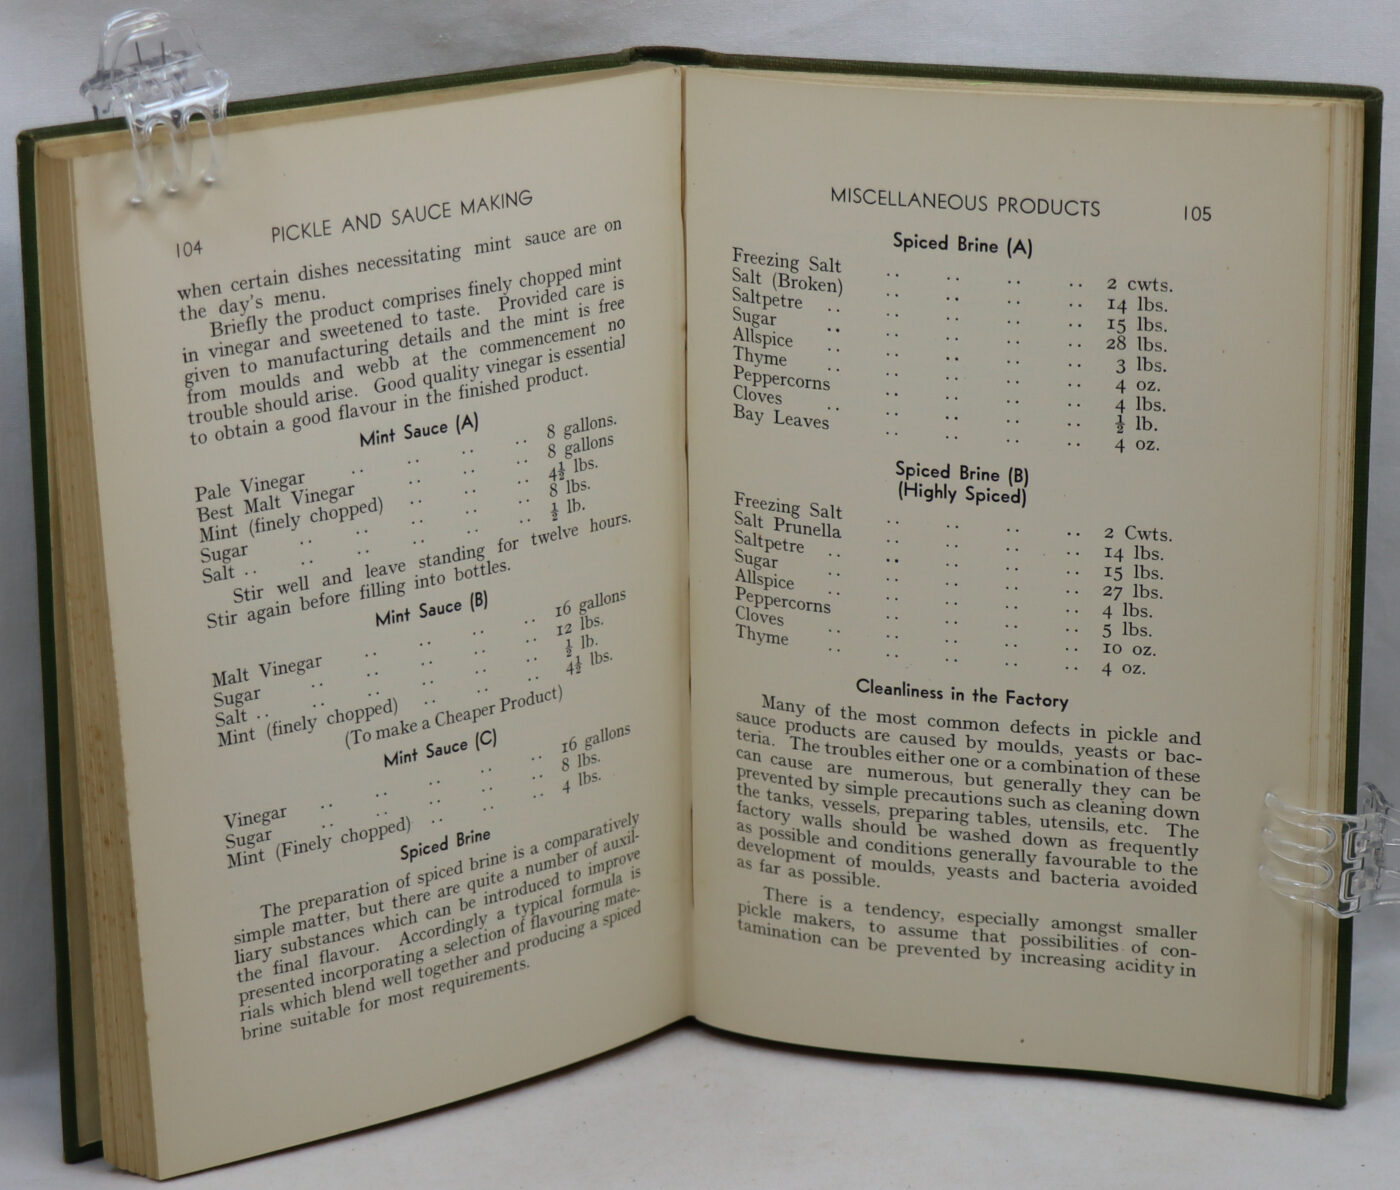 104 PICKLE AND SAUCE MAKING
when certain dishes necessitating mint sauce are on
the day's menu.
Briefly the product comprises finely chopped mint
in vinegar and sweetened to taste. Provided care is
given to manufacturing details and the mint is free
from moulds and webb at the commencement no
trouble should arise. Good quality vinegar is essential
to obtain a good flavour in the finished product.
Mint Sauce (A)
Pale Vinegar .. .. .. .. 8 gallons.
Best Malt Vinegar .. .. .. 8 gallons
Mint (finely chopped) .. .. .. 4½ lbs.
Sugar .. .. .. .. .. 8 lbs.
Salt .. .. .. .. .. .. ½ lb.
Stir well and leave standing for twelve hours.
Stir again before filling into bottles.
Mint Sauce (B)
Malt Vinegar .. .. .. .. 16 gallons
Sugar .. .. .. .. .. 12 lbs.
Salt .. .. .. .. .. .. ½ lb.
Mint (finely chopped) .. .. .. 4½ lbs.
(To make a Cheaper Product)
Mint Sauce (C)
Vinegar .. .. .. .. .. 16 gallons
Sugar .. .. .. .. .. 8 lbs.
Mint (Finely chopped) .. .. .. 4 lbs.
Spiced Brine
The preparation of spiced brine is a comparatively
simple matter, but there are quite a number of auxil-
liary substances which can be introduced to improve
the final flavour. Accordingly a typical formula is
presented incorporating a selection of flavouring mate-
rials which blend well together and producing a spiced
brine suitable for most requirements.
MISCELLANEOUS PRODUCTS 105
Spiced Brine (A)
Freezing Salt .. .. .. .. 2 cwts.
Salt (Broken) .. .. .. .. 14 lbs.
Saltpetre .. .. .. .. .. 15 lbs.
Sugar .. .. .. .. .. 28 lbs.
Allspice .. .. .. .. .. 3 lbs.
Thyme .. .. .. .. .. 4 oz.
Peppercorns .. .. .. .. 4 lbs.
Cloves .. .. .. .. .. ½ lb.
Bay Leaves .. .. .. .. 4 oz.
Spiced Brine (B)
(Highly Spiced)
Freezing Salt .. .. .. .. 2 Cwts.
Salt Prunella .. .. .. .. 14 lbs.
Saltpetre .. .. .. .. .. 15 lbs.
Sugar .. .. .. .. .. 27 lbs.
Allspice .. .. .. .. .. 4 lbs.
Peppercorns .. .. .. .. 5 lbs.
Cloves .. .. .. .. .. 10 oz.
Thyme .. .. .. .. .. 4 oz.
Cleanliness in the Factory
Many of the most common defects in pickle and
sauce products are caused by moulds, yeasts or bac-
teria. The troubles either one or a combination of these
can cause are numerous, but generally they can be
prevented by simple precautions such as cleaning down
the tanks, vessels, preparing tables, utensils, etc. The
factory walls should be washed down as frequently
as possible and conditions generally favourable to the
development of moulds, yeasts and bacteria avoided
as far as possible.
There is a tendency, especially amongst smaller
pickle makers, to assume that possibilities of con-
tamination can be prevented by increasing acidity in